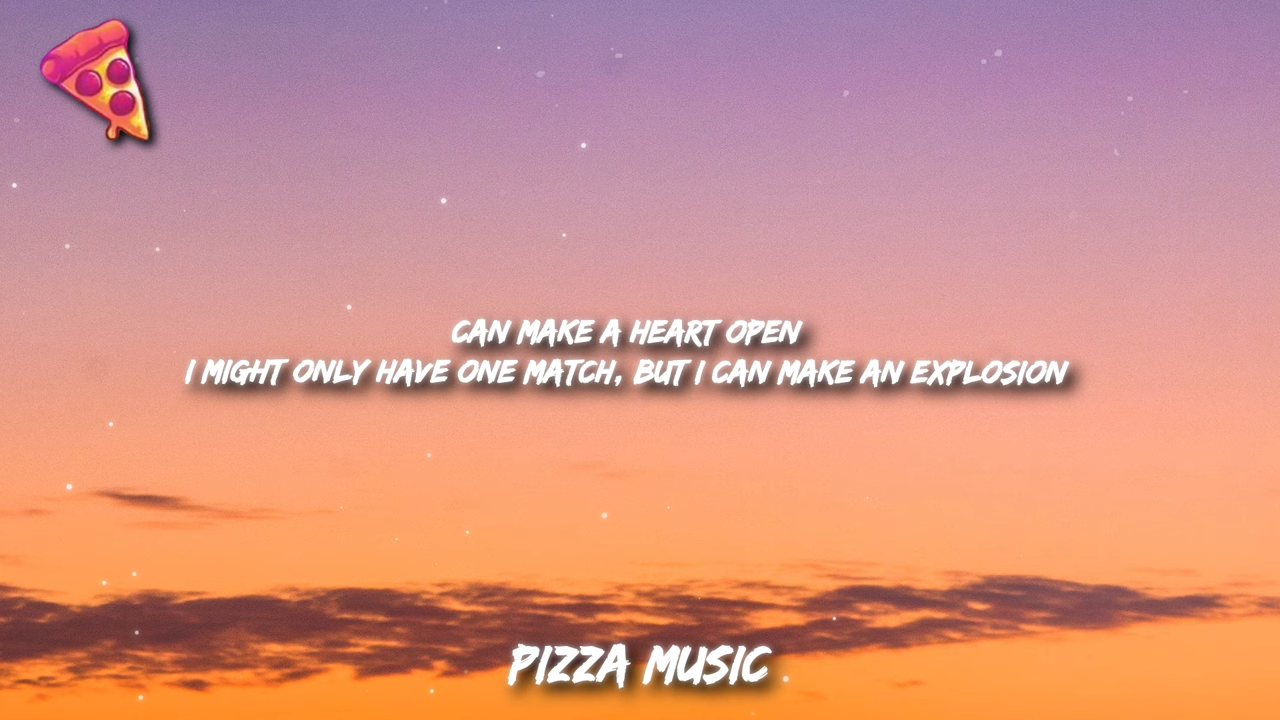 CAN MAKE A HEART OPEN
I MIGHT ONLY HAVE ONE MATCH, BUT I CAN MAKE AN EXPLOSION
PIZZA MUSIC